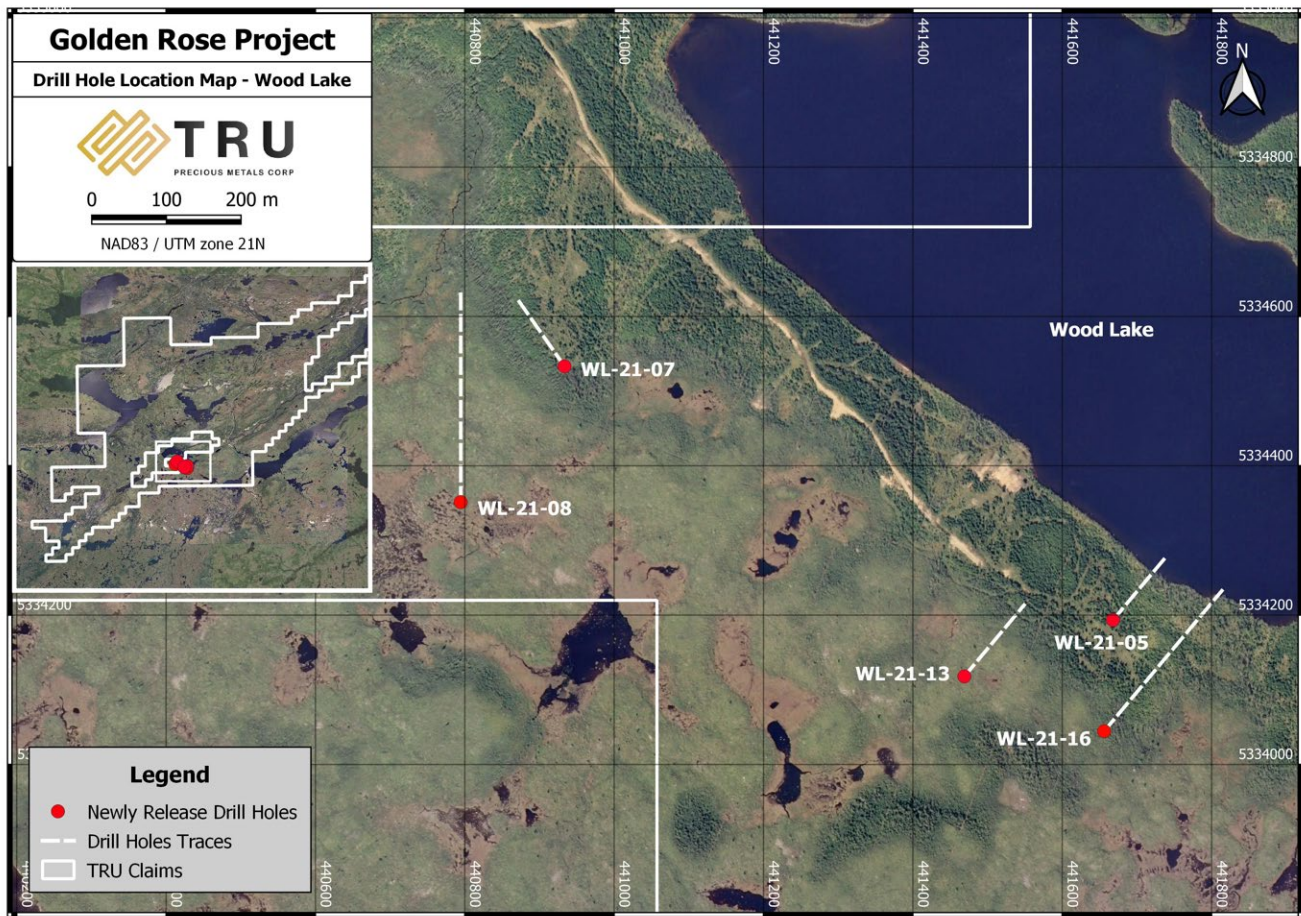 Golden Rose Project
Drill Hole Location Map - Wood Lake
TRU
PRECIOUS METALS CORP
0 100 200 m
NAD83 / UTM zone 21N
440800
441000
441200
441400
441600
441800
N
5334800
5334600
Wood Lake
WL-21-07
5334400
WL-21-08
5334200
5334200
WL-21-05
WL-21-13
WL-21-16
5334000
Legend
Newly Release Drill Holes
Drill Holes Traces
TRU Claims
440600
440800
441000
441200
441400
441600
441800